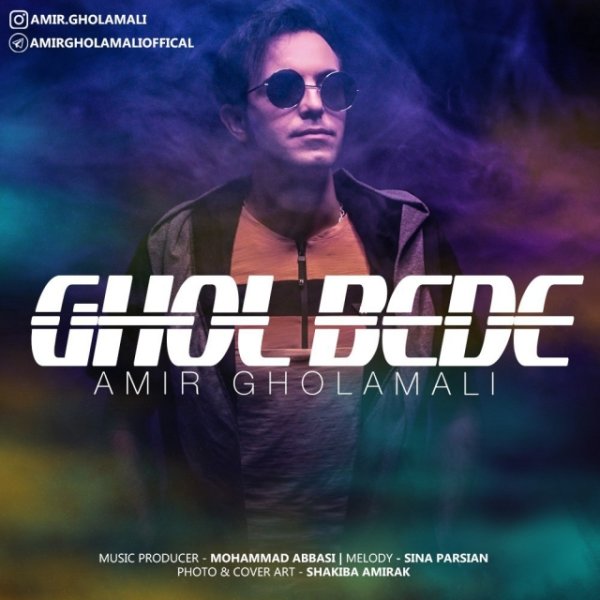 AMIR.GHOLAMALI
AMIRGHOLAMALIOFFICAL
GHOL BEDE
AMIR GHOLAMALI
MUSIC PRODUCER - MOHAMMAD ABBASI | MELODY - SINA PARSIAN
PHOTO & COVER ART - SHAKIBA AMIRAK